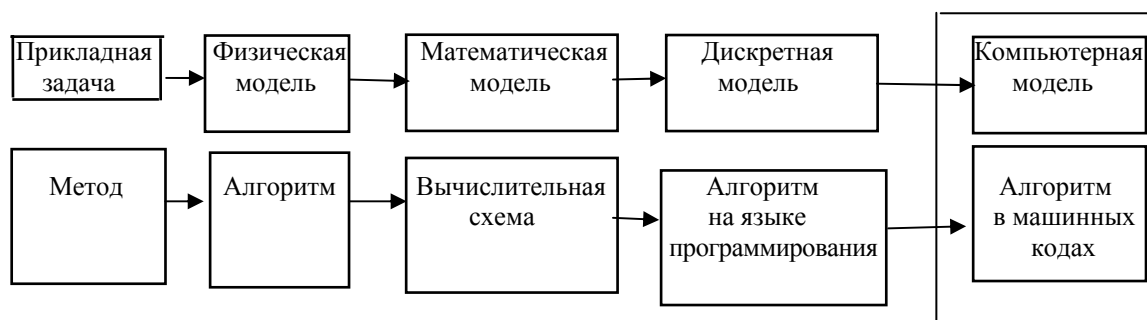 Прикладная
задача
Физическая
модель
Математическая
модель
Дискретная
модель
Компьютерная
модель
Метод
Алгоритм
Вычислительная
схема
Алгоритм
на языке
программирования
Алгоритм
в машинных
кодах